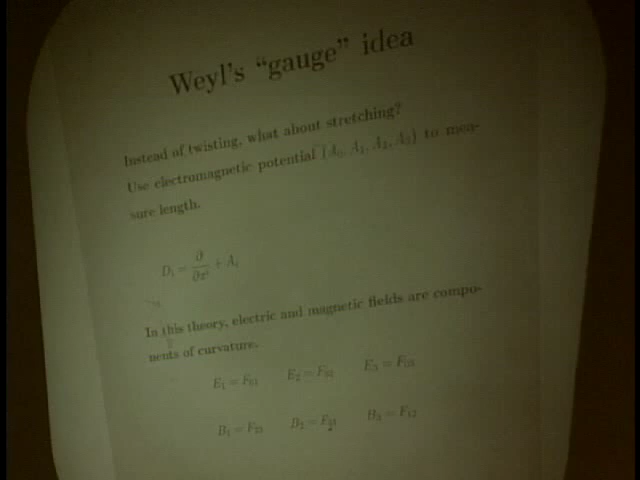 Weyl's “gauge” idea
Instead of twisting, what about stretching?
Use electromagnetic potential (A₀, A₁, A₂, A₃) to mea-
sure length.
Dᵢ = ∂/∂xⁱ + Aᵢ
In this theory, electric and magnetic fields are compo-
nents of curvature.
E₁ = F₀₁ E₂ = F₀₂ E₃ = F₀₃
B₁ = F₂₃ B₂ = F₃₁ B₃ = F₁₂